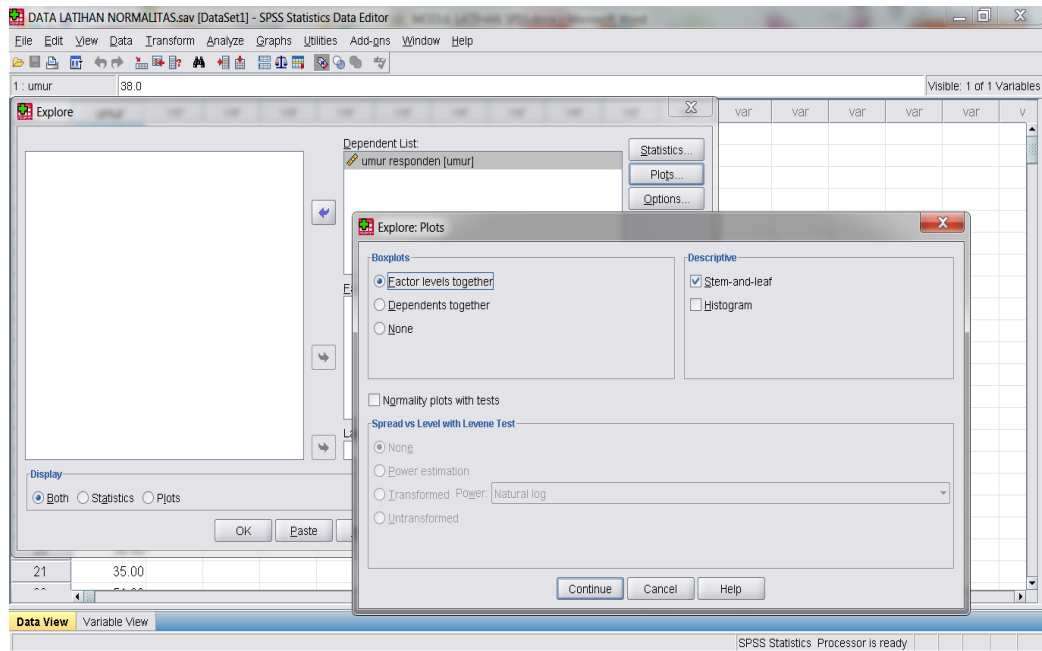 DATA LATIHAN NORMALITAS.sav [DataSet1] - SPSS Statistics Data Editor
File Edit View Data Transform Analyze Graphs Utilities Add-ons Window Help
1 : umur 38.0 Visible: 1 of 1 Variables
Explore
var var var var var v
Dependent List:
umur responden [umur]
Statistics...
Plots...
Options...
Explore: Plots
Boxplots
Factor levels together
Dependents together
None
Descriptive
Stem-and-leaf
Histogram
Normality plots with tests
Spread vs Level with Levene Test
None
Power estimation
Transformed Power: Natural log
Untransformed
Continue Cancel Help
Display
Both Statistics Plots
OK Paste
21 35.00
Data View Variable View
SPSS Statistics Processor is ready